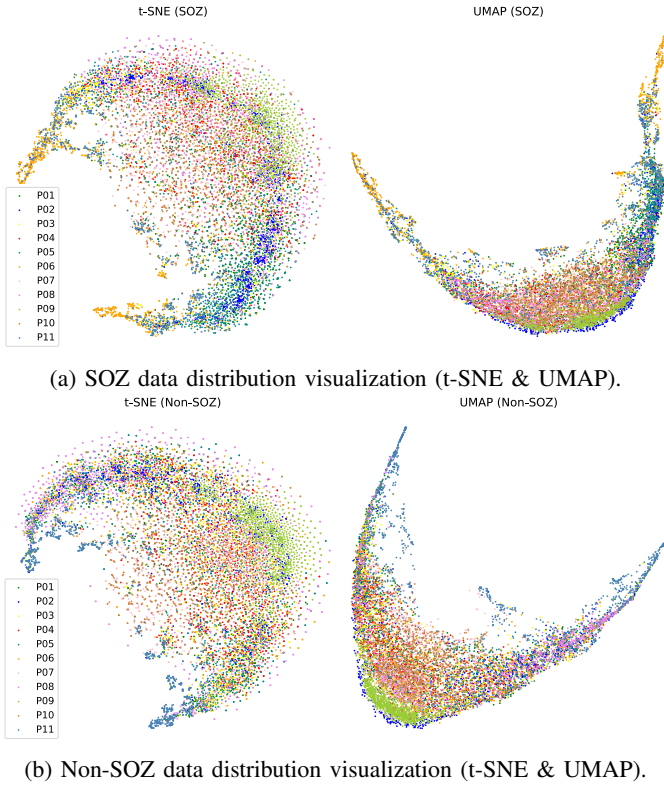 t-SNE (SOZ)
UMAP (SOZ)
P01
P02
P03
P04
P05
P06
P07
P08
P09
P10
P11
(a) SOZ data distribution visualization (t-SNE & UMAP).
t-SNE (Non-SOZ)
UMAP (Non-SOZ)
P01
P02
P03
P04
P05
P06
P07
P08
P09
P10
P11
(b) Non-SOZ data distribution visualization (t-SNE & UMAP).